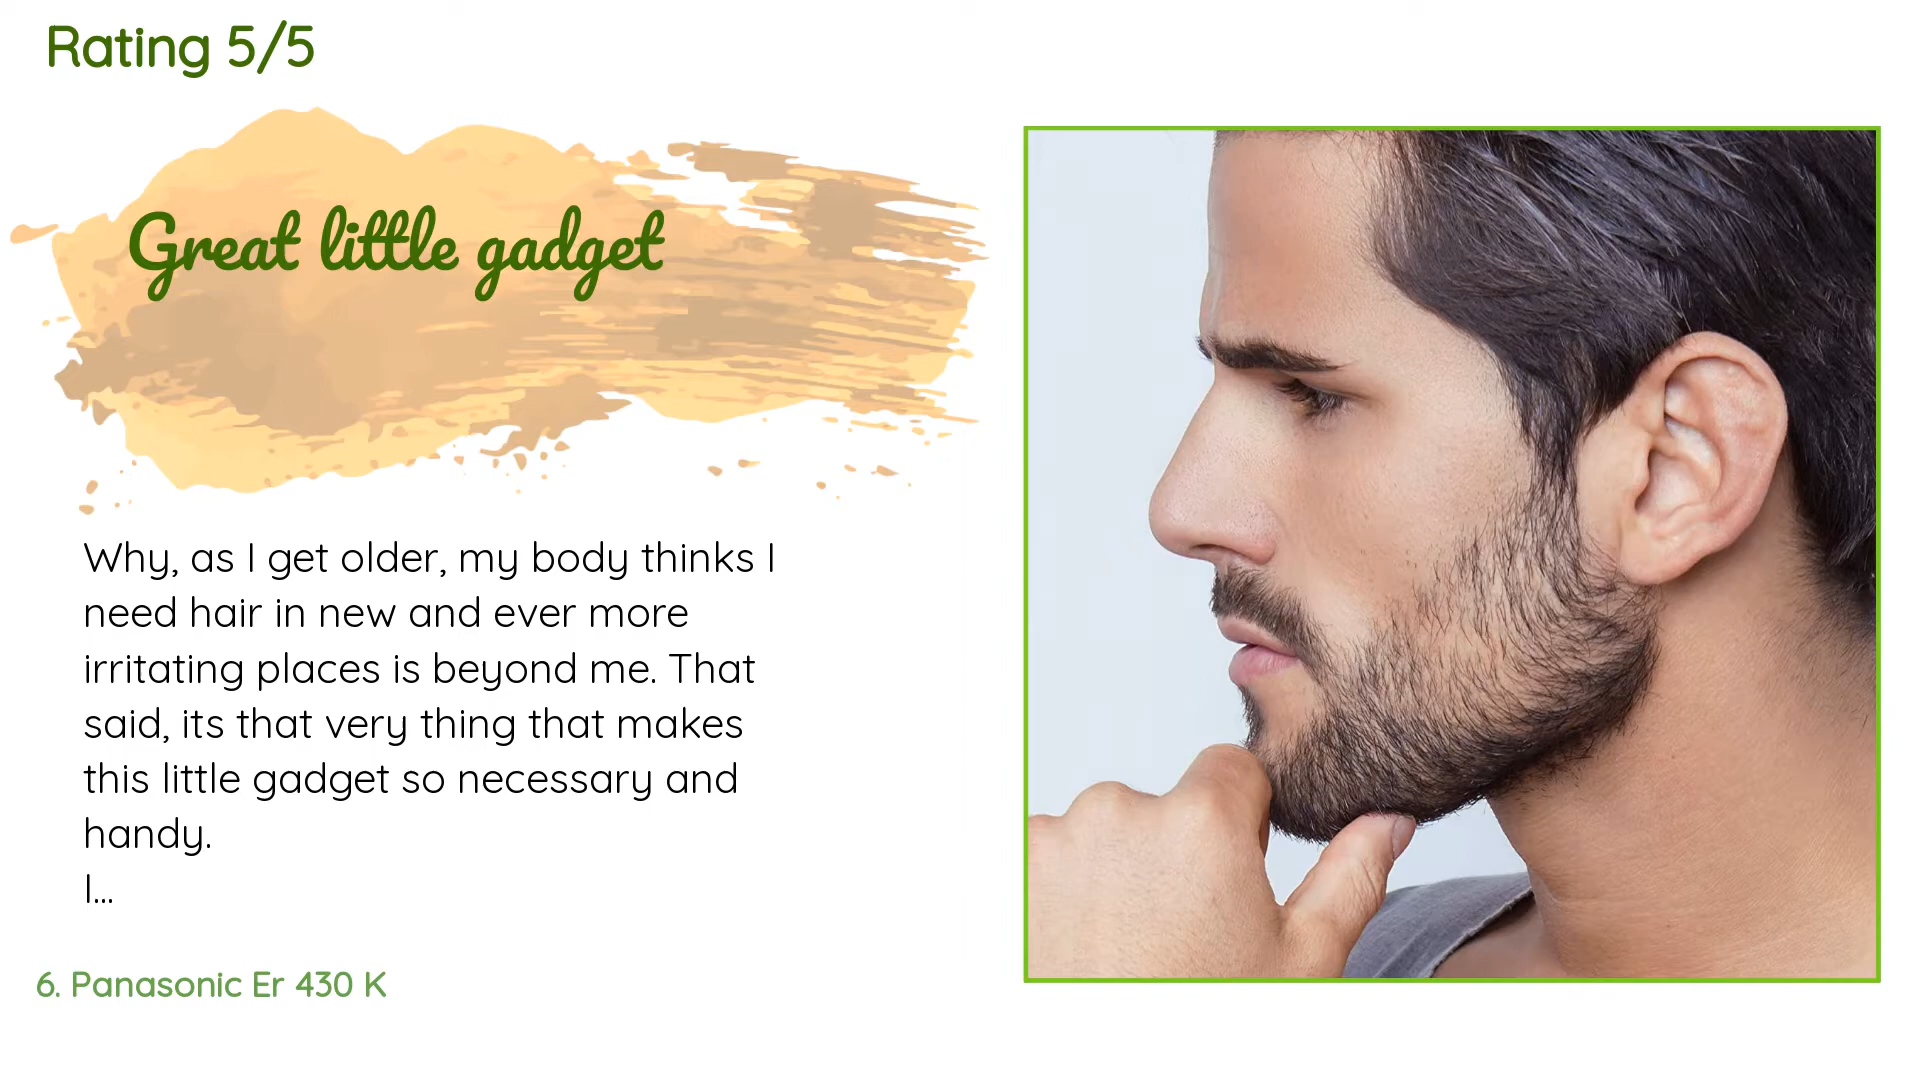 Rating 5/5
Great little gadget
Why, as I get older, my body thinks I
need hair in new and ever more
irritating places is beyond me. That
said, its that very thing that makes
this little gadget so necessary and
handy.
I...
6. Panasonic Er 430 K